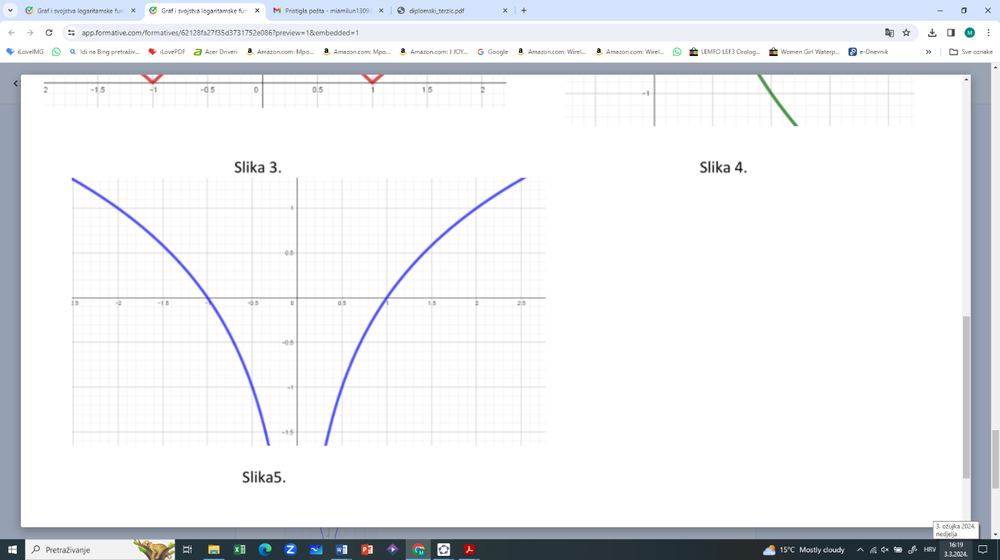 Graf i svojstva logaritamske fun
Graf i svojstva logaritamske fun
Pristigla pošta - miamilun1309
diplomski_terzic.pdf
app.formative.com/formatives/62128fa27f35d3731752e086?preview=1&embedded=1
M
iLoveIMG
Idi na Bing pretraživ...
iLovePDF
Acer Driveri
Amazon.com: Mpo...
Amazon.com: Mpo...
Amazon.com: J JOY...
Google
Amazon.com: Wirel...
Amazon.com: Wirel...
LEMFO LEF3 Orolog...
Women Girl Waterp...
e-Dnevnik
Sve oznake
2 -1.5 -1 -0.5 0 0.5 1 1.5 2
-1
Slika 3.
Slika 4.
1
0.5
2.5 -2 -1.5 -1 -0.5 0 0.5 1 1.5 2 2.5
-0.5
-1
-1.5
Slika5.
3. ožujka 2024.
nedjelja
Pretraživanje
15°C Mostly cloudy
HRV
16:19
3.3.2024.